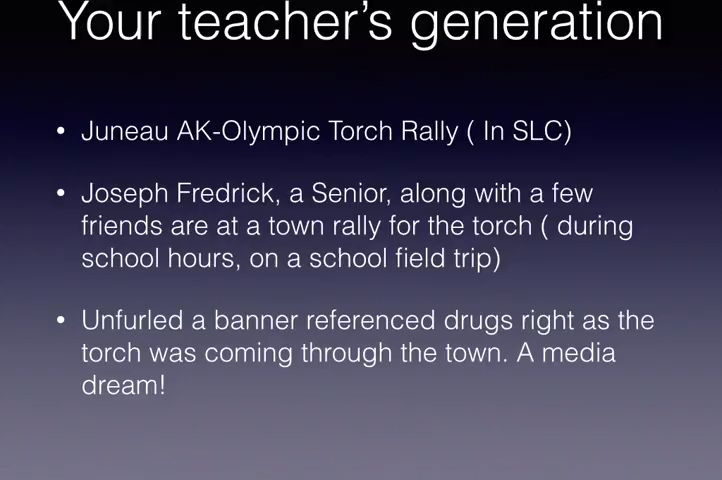 Your teacher's generation
• Juneau AK-Olympic Torch Rally ( In SLC)
• Joseph Fredrick, a Senior, along with a few
friends are at a town rally for the torch ( during
school hours, on a school field trip)
• Unfurled a banner referenced drugs right as the
torch was coming through the town. A media
dream!